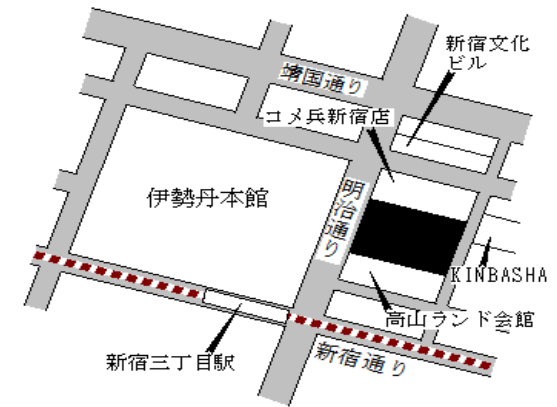 新宿文化
ビル
靖国通り
コメ兵新宿店
伊勢丹本館
明治通り
KINBASHA
高山ランド会館
新宿三丁目駅
新宿通り